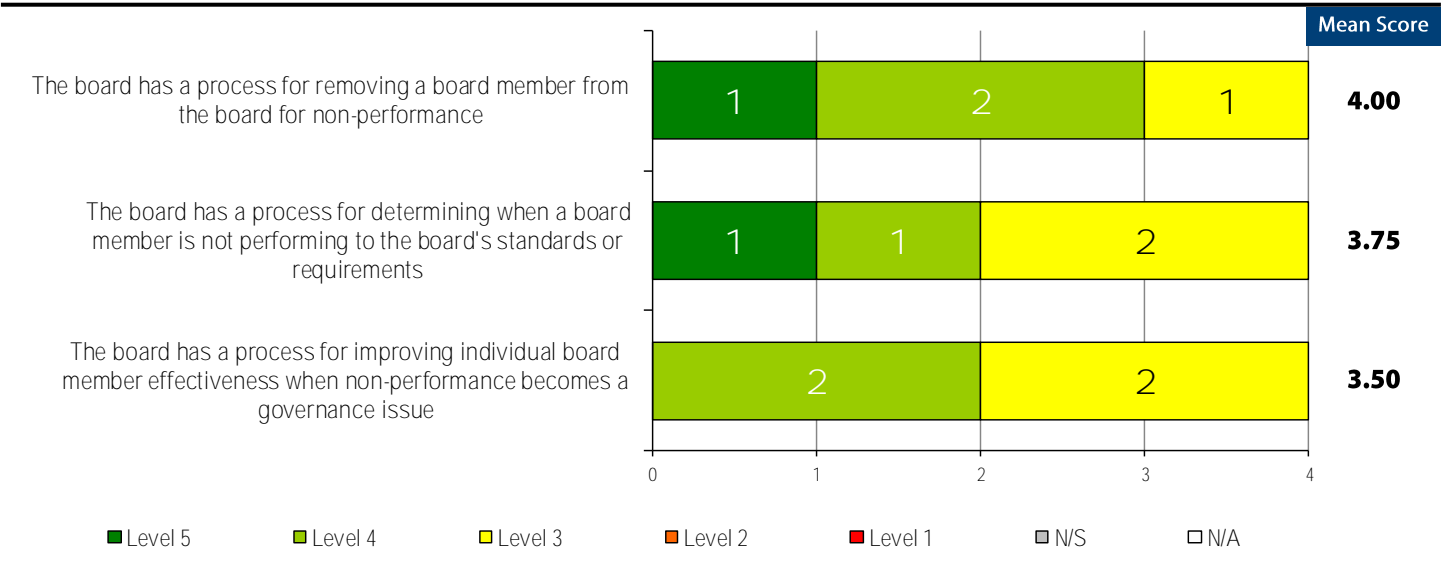 Mean Score
The board has a process for removing a board member from
the board for non-performance
1
2
1
4.00
The board has a process for determining when a board
member is not performing to the board's standards or
requirements
1
1
2
3.75
The board has a process for improving individual board
member effectiveness when non-performance becomes a
governance issue
2
2
3.50
0
1
2
3
4
Level 5
Level 4
Level 3
Level 2
Level 1
N/S
N/A